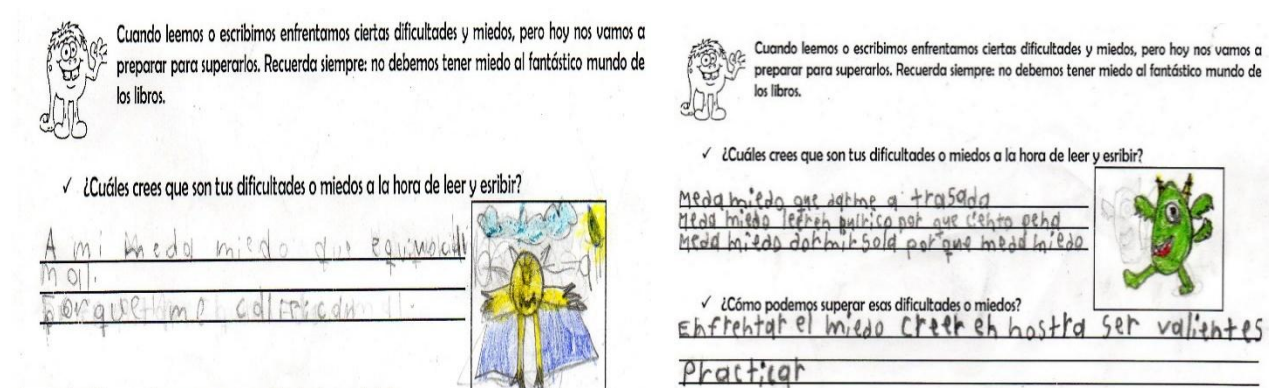 Cuando leemos o escribimos enfrentamos ciertas dificultades y miedos, pero hoy nos vamos a
preparar para superarlos. Recuerda siempre: no debemos tener miedo al fantástico mundo de
los libros.
✓ ¿Cuáles crees que son tus dificultades o miedos a la hora de leer y esribir?
A mi me da miedo que
mal.
Porque me califican
Cuando leemos o escribimos enfrentamos ciertas dificultades y miedos, pero hoy nos vamos a
preparar para superarlos. Recuerda siempre: no debemos tener miedo al fantástico mundo de
los libros.
✓ ¿Cuáles crees que son tus dificultades o miedos a la hora de leer y esribir?
Meda miedo que darme a trasada
Meda miedo leer en por que cento pena
Meda miedo dormir sola por que meda miedo
✓ ¿Cómo podemos superar esas dificultades o miedos?
Enfrentar el miedo creer en nostra ser valientes
Practicar